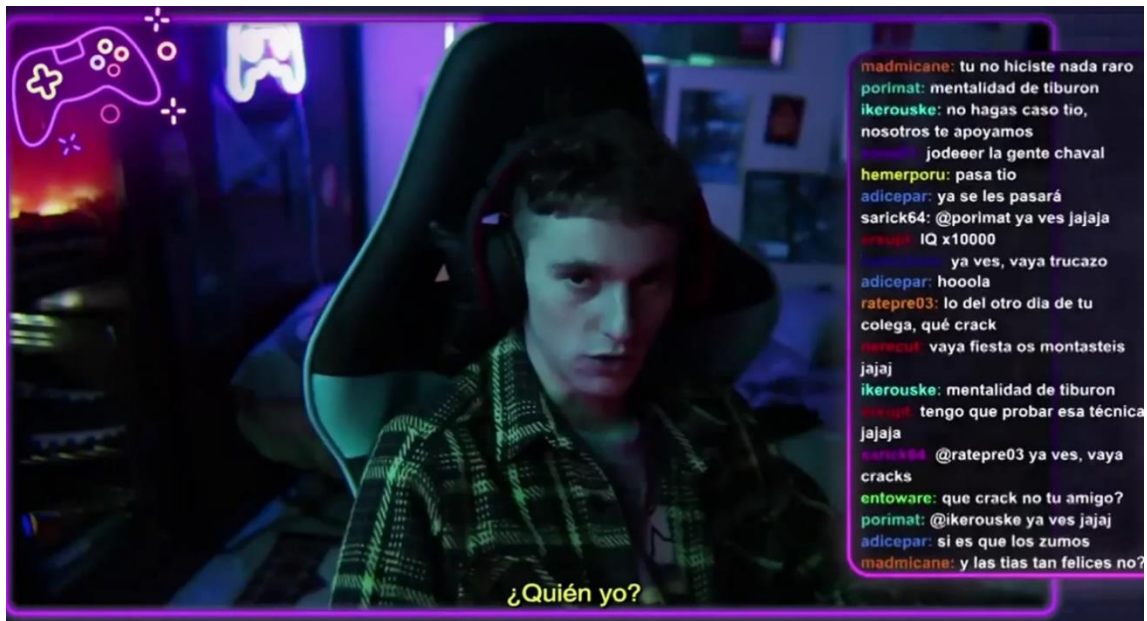 madmicane: tu no hiciste nada raro
porimat: mentalidad de tiburon
ikerouske: no hagas caso tio,
nosotros te apoyamos
jodeeer la gente chaval
hemerporu: pasa tio
adicepar: ya se les pasará
sarick64: @porimat ya ves jajaja
IQ x10000
ya ves, vaya trucazo
adicepar: hooola
ratepre03: lo del otro dia de tu
colega, qué crack
nerecut: vaya fiesta os montasteis
jajaj
ikerouske: mentalidad de tiburon
tengo que probar esa técnica
jajaja
sarick64: @ratepre03 ya ves, vaya
cracks
entoware: que crack no tu amigo?
porimat: @ikerouske ya ves jajaj
adicepar: si es que los zumos
madmicane: y las tias tan felices no?
¿Quién yo?